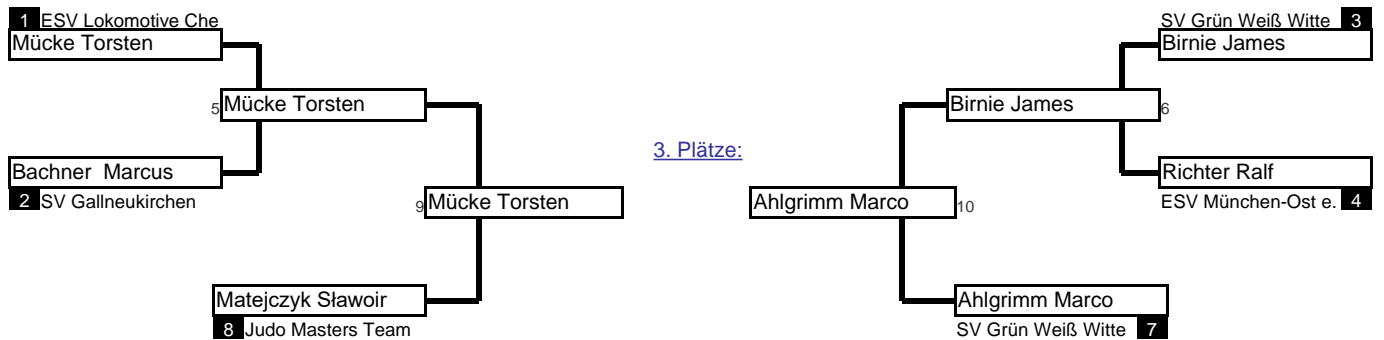 1 ESV Lokomotive Che
Mücke Torsten
5 Mücke Torsten
Bachner Marcus
2 SV Gallneukirchen
9 Mücke Torsten
Matejczyk Sławoir
8 Judo Masters Team
3. Plätze:
SV Grün Weiß Witte 3
Birnie James
Birnie James 6
Richter Ralf
ESV München-Ost e. 4
Ahlgrimm Marco 10
Ahlgrimm Marco
SV Grün Weiß Witte 7